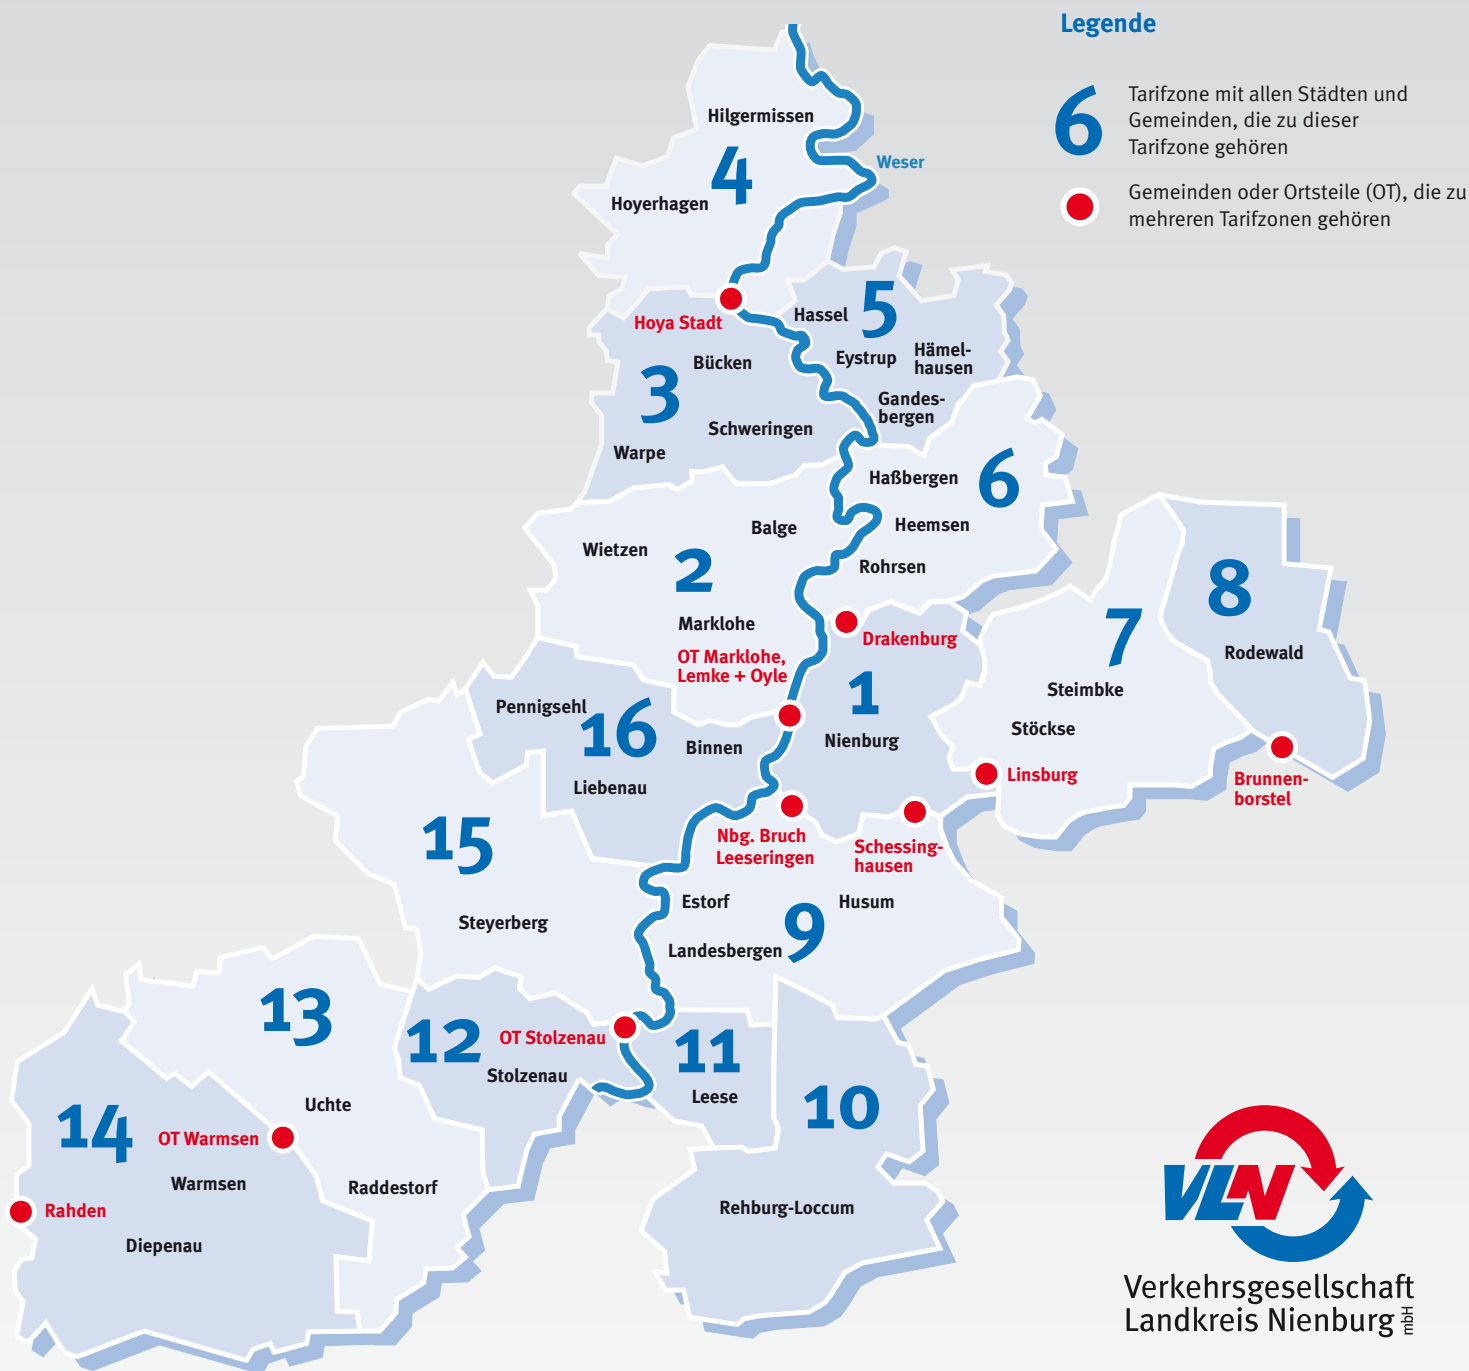 Legende
6
Tarifzone mit allen Städten und
Gemeinden, die zu dieser
Tarifzone gehören
Gemeinden oder Ortsteile (OT), die zu
mehreren Tarifzonen gehören
Hilgermissen
4
Weser
Hoyerhagen
Hoya Stadt
Hassel
5
Eystrup
Hämel-
hausen
Gandes-
bergen
Bücken
3
Schweringen
Warpe
Haßbergen
6
Heemsen
Rohrsen
Balge
Wietzen
2
Marklohe
OT Marklohe,
Lemke + Oyle
Drakenburg
1
Nienburg
7
Steimbke
Stöckse
Linsburg
8
Rodewald
Brunnen-
borstel
Pennigsehl
16
Binnen
Liebenau
Nbg. Bruch
Leeseringen
Schessing-
hausen
15
Steyerberg
Estorf
Husum
9
Landesbergen
13
Uchte
Raddestorf
12
OT Stolzenau
Stolzenau
11
Leese
10
Rehburg-Loccum
14
OT Warmsen
Warmsen
Rahden
Diepenau
VLN
Verkehrsgesellschaft
Landkreis Nienburg mbH